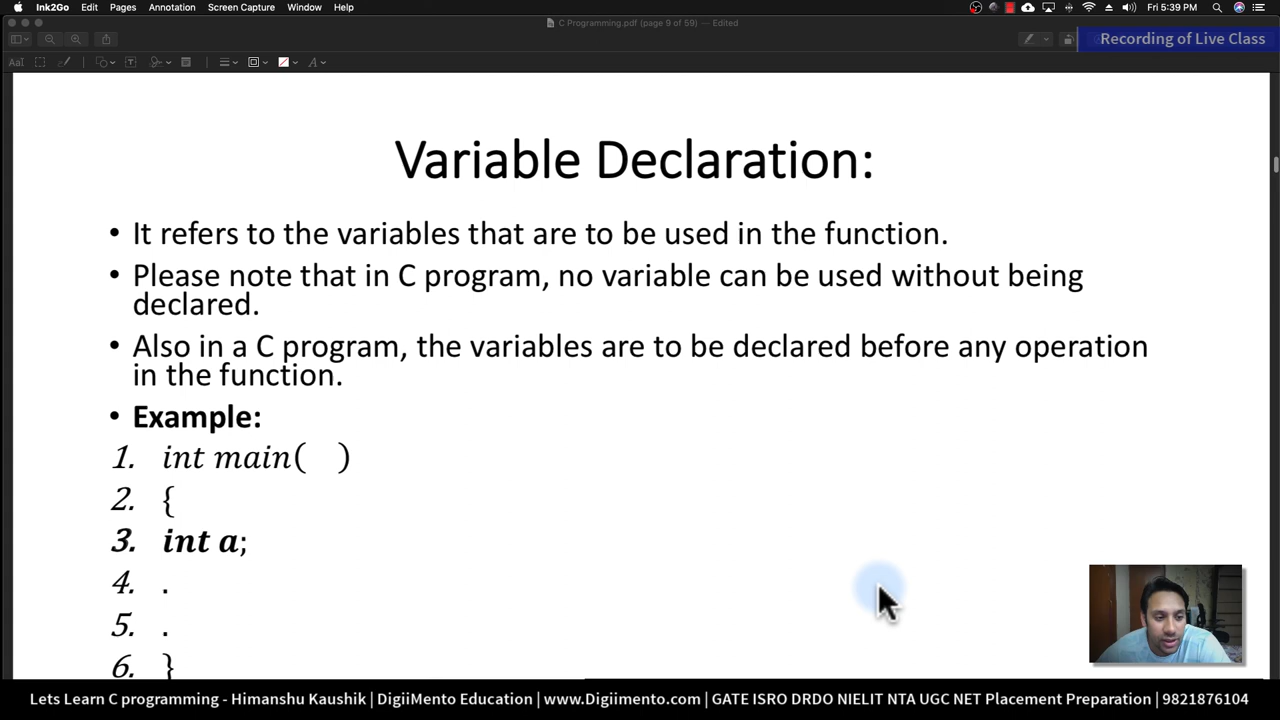 Ink2Go Edit Pages Annotation Screen Capture Window Help Fri 5:39 PM
C Programming.pdf (page 9 of 59) — Edited
Recording of Live Class
AaI
Variable Declaration:
• It refers to the variables that are to be used in the function.
• Please note that in C program, no variable can be used without being
declared.
• Also in a C program, the variables are to be declared before any operation
in the function.
• Example:
1. int main( )
2. {
3. int a;
4. .
5. .
6. }
Lets Learn C programming - Himanshu Kaushik | DigiiMento Education | www.Digiimento.com | GATE ISRO DRDO NIELIT NTA UGC NET Placement Preparation | 9821876104